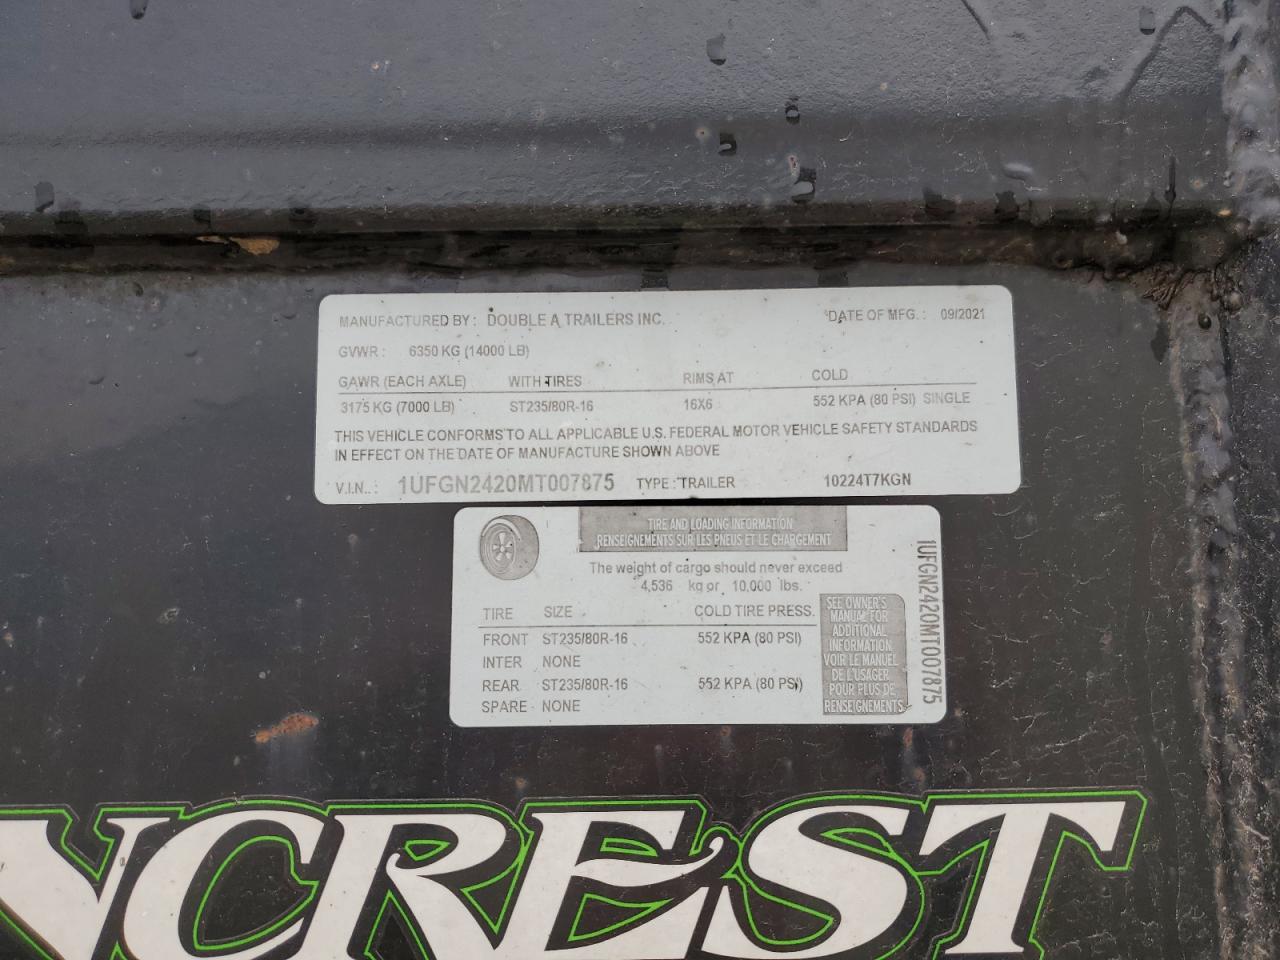 MANUFACTURED BY: DOUBLE A TRAILERS INC. DATE OF MFG.: 09/2021
GVWR: 6350 KG (14000 LB)
GAWR (EACH AXLE) WITH TIRES RIMS AT COLD
3175 KG (7000 LB) ST235/80R-16 16X6 552 KPA (80 PSI) SINGLE
THIS VEHICLE CONFORMS TO ALL APPLICABLE U.S. FEDERAL MOTOR VEHICLE SAFETY STANDARDS
IN EFFECT ON THE DATE OF MANUFACTURE SHOWN ABOVE
V.I.N..: 1UFGN2420MT007875 TYPE: TRAILER 10224T7KGN
TIRE AND LOADING INFORMATION
RENSEIGNEMENTS SUR LES PNEUS ET LE CHARGEMENT
The weight of cargo should never exceed
4,536 kg or 10,000 lbs.
TIRE SIZE COLD TIRE PRESS.
FRONT ST235/80R-16 552 KPA (80 PSI)
INTER NONE
REAR ST235/80R-16 552 KPA (80 PSI)
SPARE NONE
SEE OWNER'S
MANUAL FOR
ADDITIONAL
INFORMATION
VOIR LE MANUEL
DE L'USAGER
POUR PLUS DE
RENSEIGNEMENTS
1UFGN2420MT007875
NCREST